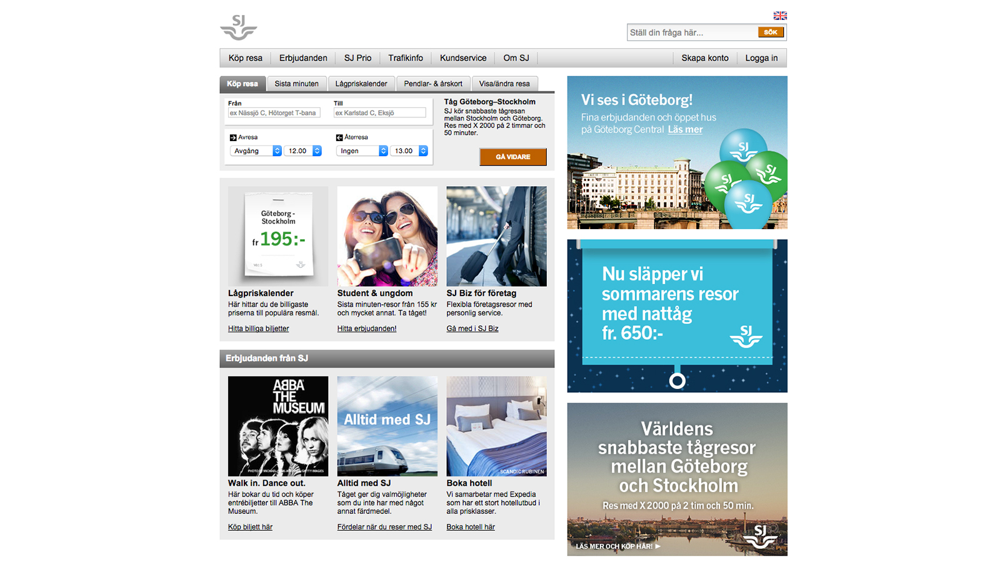 SJ
Ställ din fråga här...
SÖK
Köp resa
Erbjudanden
SJ Prio
Trafikinfo
Kundservice
Om SJ
Skapa konto
Logga in
Köp resa
Sista minuten
Lågpriskalender
Pendlar- & årskort
Visa/ändra resa
Från
ex Nässjö C, Hötorget T-bana
Till
ex Karlstad C, Eksjö
Avresa
Avgång
12.00
Återresa
Ingen
13.00
Tåg Göteborg–Stockholm
SJ kör snabbaste tågresan
mellan Stockholm och Göteborg.
Res med X 2000 på 2 timmar och
50 minuter.
GÅ VIDARE
Göteborg -
Stockholm
fr 195:-
Lågpriskalender
Här hittar du de billigaste
priserna till populära resmål.
Hitta billiga biljetter
Student & ungdom
Sista minuten-resor från 155 kr
och mycket annat. Ta tåget!
Hitta erbjudanden!
SJ Biz för företag
Flexibla företagsresor med
personlig service.
Gå med i SJ Biz
Erbjudanden från SJ
ABBA
THE
MUSEUM
Walk in. Dance out.
Här bokar du tid och köper
entrébiljetter till ABBA The
Museum.
Köp biljett här
Alltid med SJ
Alltid med SJ
Tåget ger dig valmöjligheter
som du inte har med något
annat färdmedel.
Fördelar när du reser med SJ
SCANDIC RUBINEN
Boka hotell
Vi samarbetar med Expedia
som har ett stort hotellutbud i
alla prisklasser.
Boka hotell här
Vi ses i Göteborg!
Fina erbjudanden och öppet hus
på Göteborg Central Läs mer
SJ
SJ
SJ
SJ
Nu släpper vi
sommarens resor
med nattåg
fr. 650:-
SJ
Världens
snabbaste tågresor
mellan Göteborg
och Stockholm
Res med X 2000 på 2 tim och 50 min.
LÄS MER OCH KÖP HÄR!
SJ